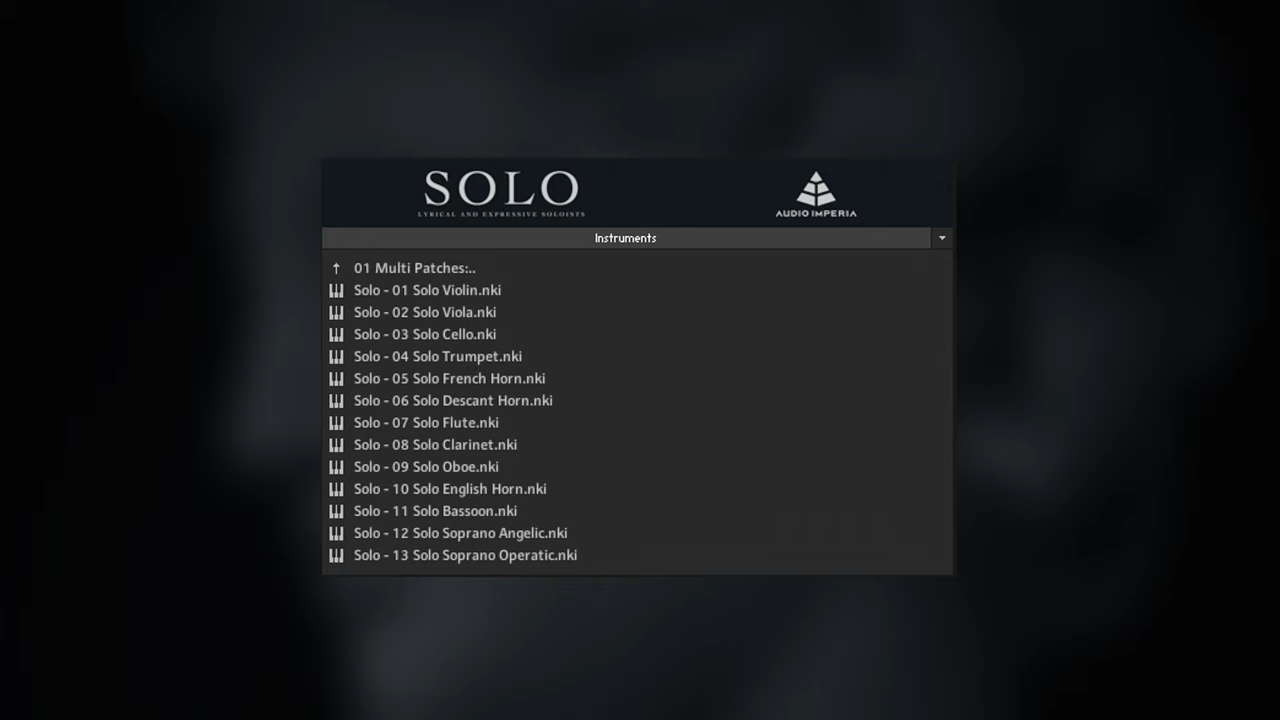 SOLO
LYRICAL AND EXPRESSIVE SOLOISTS
AUDIO IMPERIA
Instruments
01 Multi Patches:..
Solo - 01 Solo Violin.nki
Solo - 02 Solo Viola.nki
Solo - 03 Solo Cello.nki
Solo - 04 Solo Trumpet.nki
Solo - 05 Solo French Horn.nki
Solo - 06 Solo Descant Horn.nki
Solo - 07 Solo Flute.nki
Solo - 08 Solo Clarinet.nki
Solo - 09 Solo Oboe.nki
Solo - 10 Solo English Horn.nki
Solo - 11 Solo Bassoon.nki
Solo - 12 Solo Soprano Angelic.nki
Solo - 13 Solo Soprano Operatic.nki